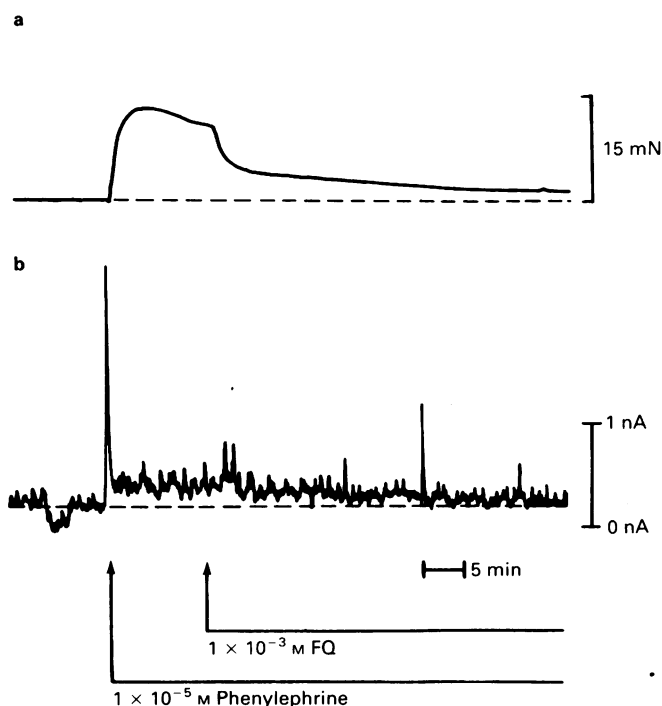 a
15 mN
b
1 nA
0 nA
5 min
1 × 10⁻³ M FQ
1 × 10⁻⁵ M Phenylephrine